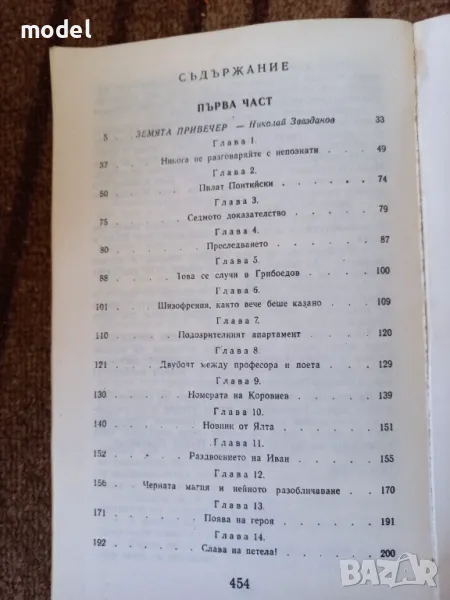 model
СЪДЪРЖАНИЕ
ПЪРВА ЧАСТ
5 . . . ЗЕМЯТА ПРИВЕЧЕР — Николай Звезданов . . 33
Глава 1.
37 . . . Никога не разговаряйте с непознати . . . 49
Глава 2.
50 . . . . . Пилат Понтийски . . . . . 74
Глава 3.
75 . . . . . Седмото доказателство . . . . . 79
Глава 4.
80 . . . . . . Преследването . . . . . . 87
Глава 5.
88 . . . . Това се случи в Грибоедов . . . . 100
Глава 6.
101 . . . Шизофрения, както вече беше казано . . . 109
Глава 7.
110 . . . . Подозрителният апартамент . . . . 120
Глава 8.
121 . . . Двубоят между професора и поета . . . 129
Глава 9.
130 . . . . . Номерата на Коровиев . . . . . 139
Глава 10.
140 . . . . . . Новини от Ялта . . . . . . 151
Глава 11.
152 . . . . . Раздвоението на Иван . . . . . 155
Глава 12.
156 . . Черната магия и нейното разобличаване . . 170
Глава 13.
171 . . . . . . Поява на героя . . . . . . 191
Глава 14.
192 . . . . . . Слава на петела! . . . . . . 200
454
bazar.bg